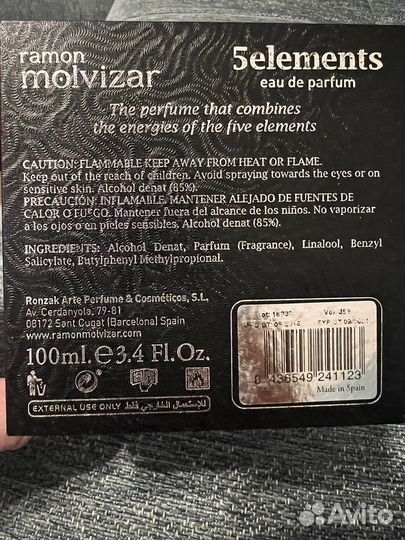 ramon
molvizar
5elements
eau de parfum
The perfume that combines
the energies of the five elements
CAUTION: FLAMMABLE KEEP AWAY FROM HEAT OR FLAME.
Keep out of the reach of children. Avoid spraying towards the eyes or on
sensitive skin. Alcohol denat (85%).
PRECAUCIÓN: INFLAMABLE. MANTENER ALEJADO DE FUENTES DE
CALOR O FUEGO. Mantener fuera del alcance de los niños. No vaporizar
a los ojos o en pieles sensibles. Alcohol denat (85%).
INGREDIENTS: Alcohol Denat, Parfum (Fragrance), Linalool, Benzyl
Salicylate, Butylphenyl Methylpropional.
Ronzak Arte Perfume & Cosméticos, S.L.
Av. Cerdanyola, 79-81
08172 Sant Cugat (Barcelona) Spain
www.ramonmolvizar.com
100ml. ℮ 3.4 Fl.Oz.
EXTERNAL USE ONLY للاستعمال الخارجي فقط
8 436549 241123
Made in Spain
Avito